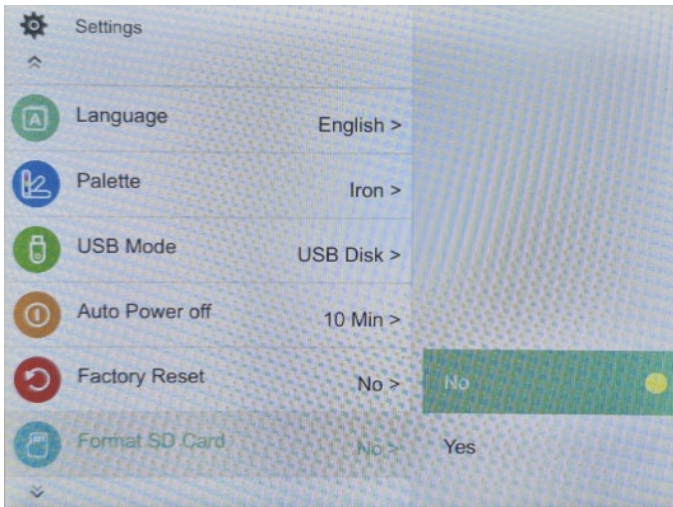 Settings
Language English >
Palette Iron >
USB Mode USB Disk >
Auto Power off 10 Min >
Factory Reset No >
No
Format SD Card No >
Yes